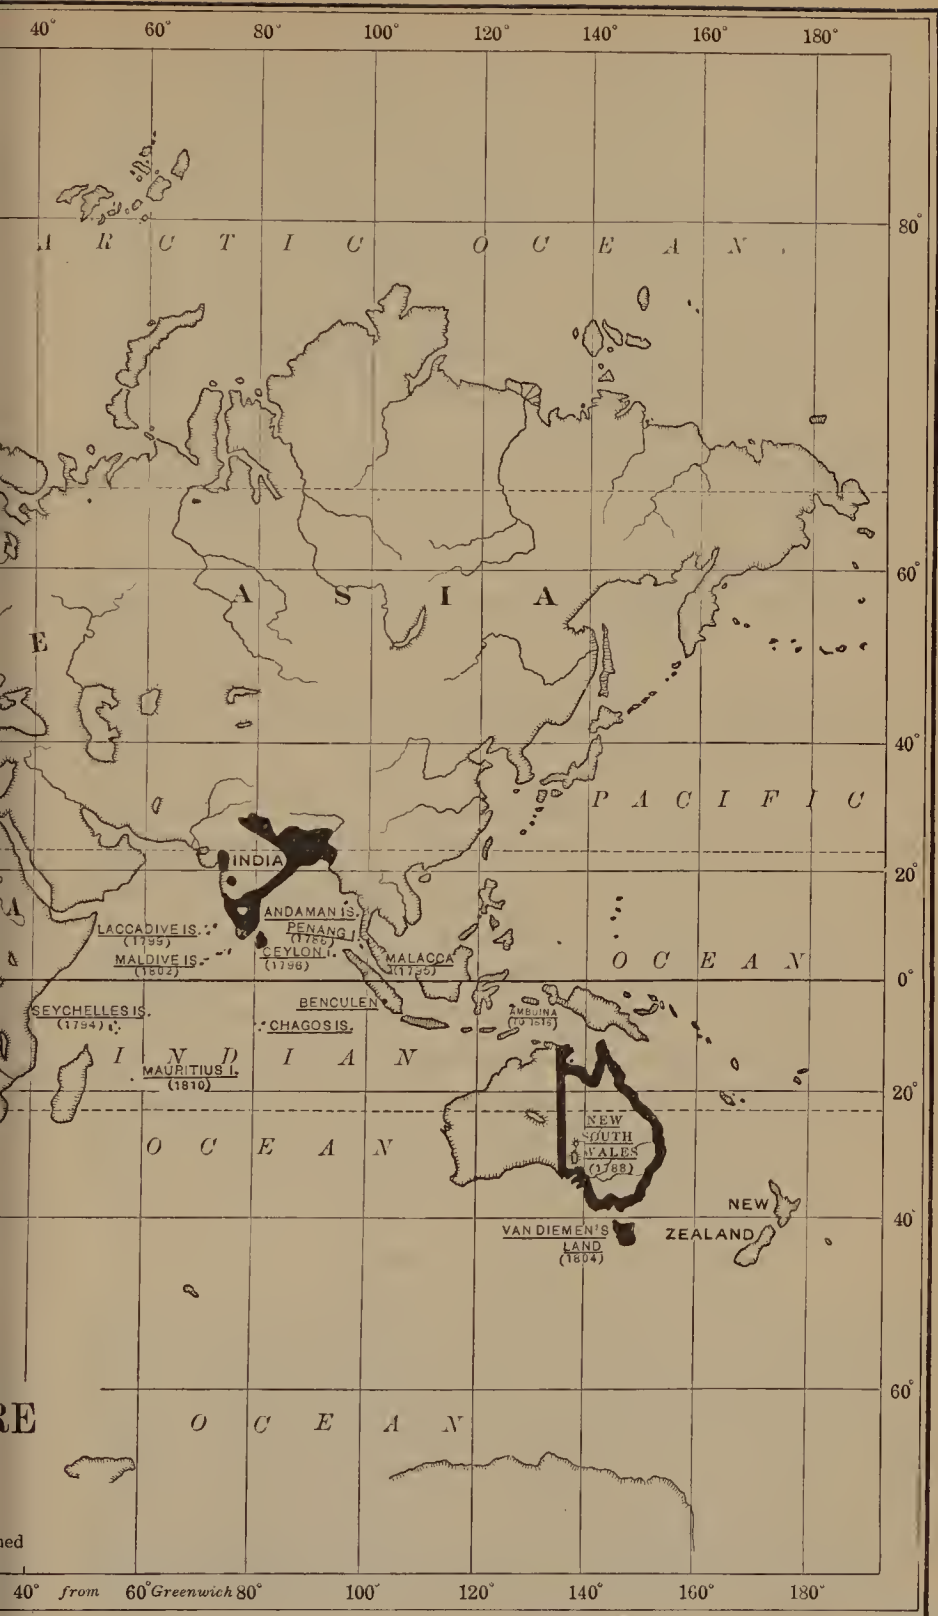 40° 60° 80° 100° 120° 140° 160° 180°
80°
ARCTIC OCEAN.
60°
ASIA
E
40°
PACIFIC
INDIA
20°
A
ANDAMAN IS.
LACCADIVE IS.
(1799)
PENANG I.
(1786)
CEYLON I.
(1796)
MALDIVE IS.
(1802)
MALACCA
(1795)
OCEAN
0°
BENCULEN
SEYCHELLES IS.
(1794)
AMBOINA
CHAGOS IS.
INDIAN
MAURITIUS I.
(1810)
20°
NEW
SOUTH
WALES
(1788)
OCEAN
NEW
ZEALAND
40°
VAN DIEMEN'S
LAND
(1804)
60°
RE
OCEAN
ned
40° from 60° Greenwich 80° 100° 120° 140° 160° 180°